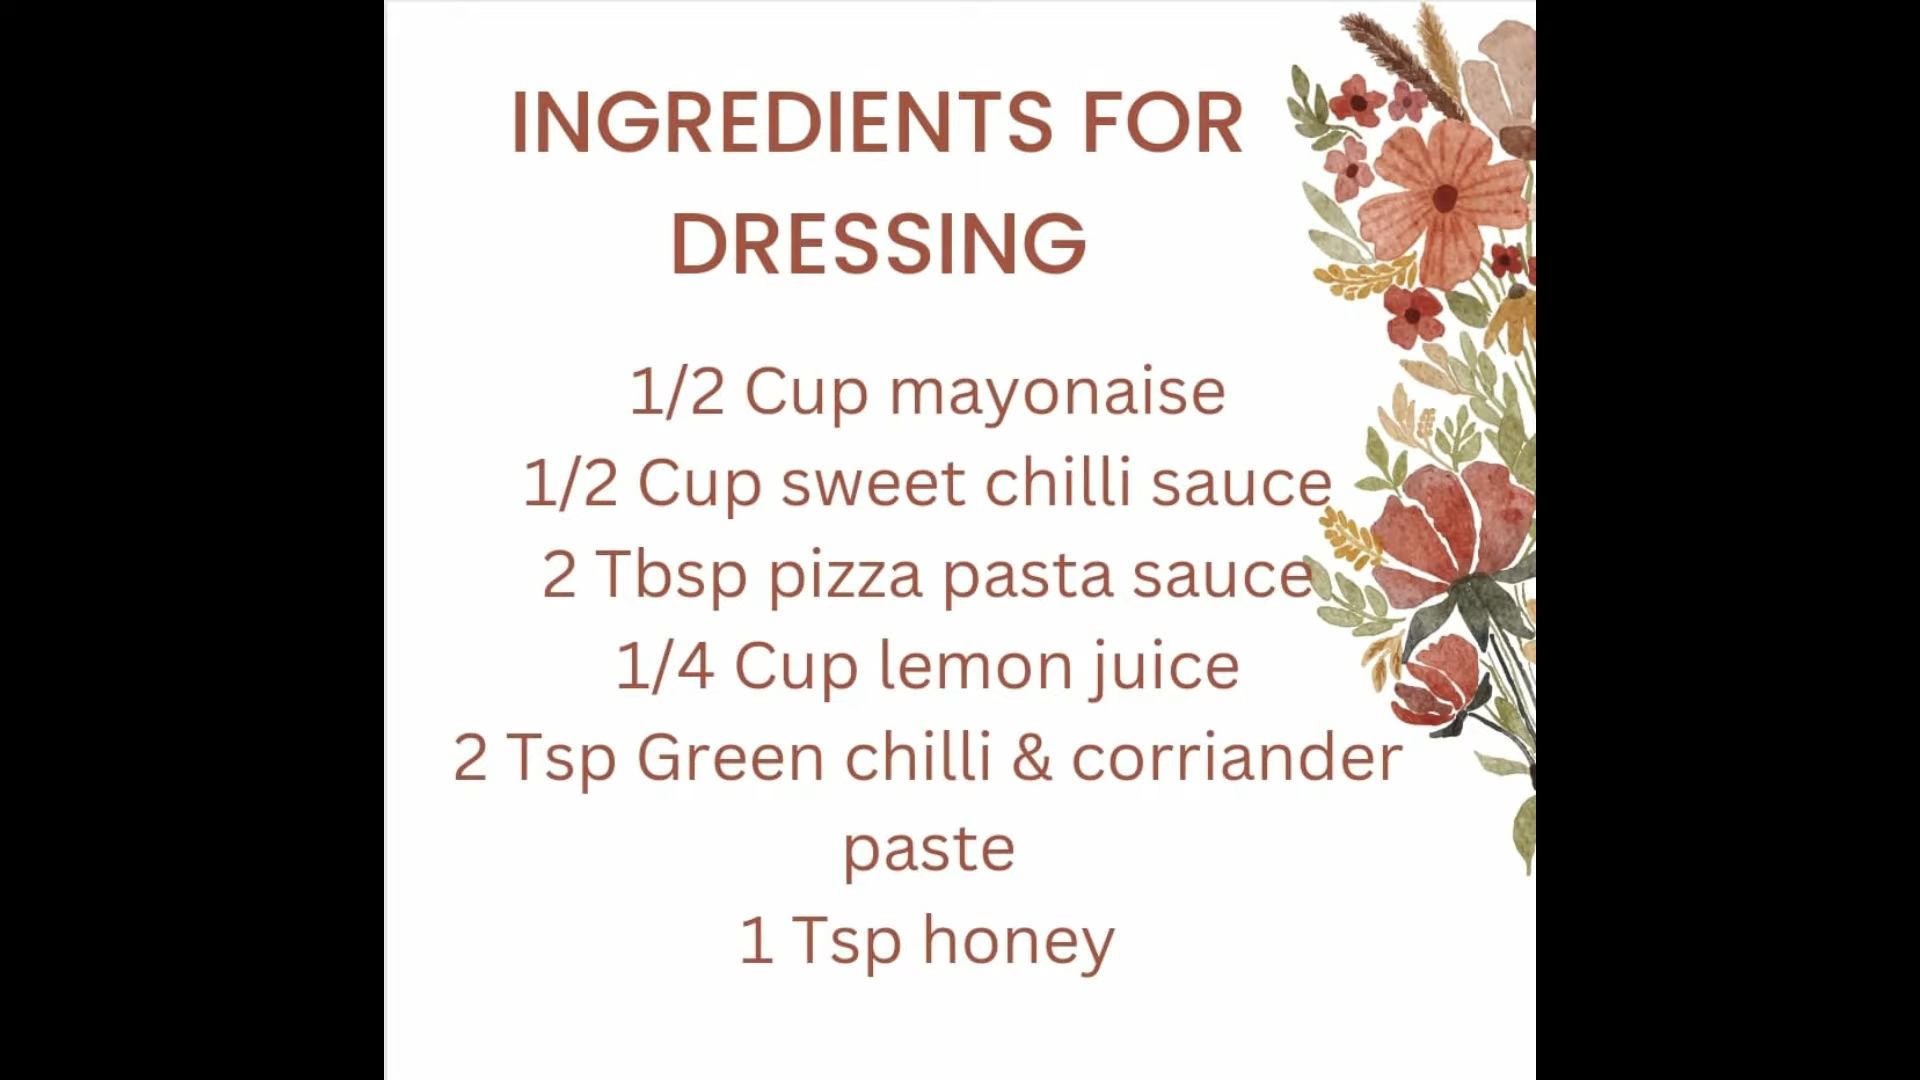 INGREDIENTS FOR
DRESSING
1/2 Cup mayonaise
1/2 Cup sweet chilli sauce
2 Tbsp pizza pasta sauce
1/4 Cup lemon juice
2 Tsp Green chilli & corriander
paste
1 Tsp honey